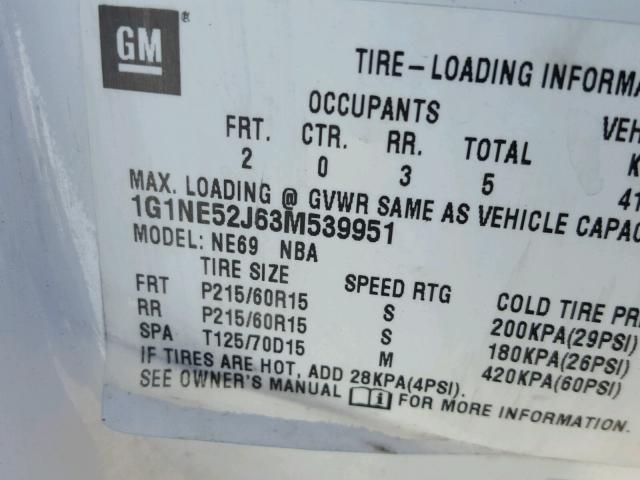 GM ®
TIRE-LOADING INFORMA
OCCUPANTS VEH
FRT. CTR. RR. TOTAL K
2 0 3 5 41
MAX. LOADING @ GVWR SAME AS VEHICLE CAPAC
1G1NE52J63M539951
MODEL: NE69 NBA
TIRE SIZE SPEED RTG COLD TIRE PR
FRT P215/60R15 S 200KPA(29PSI)
RR P215/60R15 S 180KPA(26PSI)
SPA T125/70D15 M 420KPA(60PSI)
IF TIRES ARE HOT, ADD 28KPA(4PSI).
SEE OWNER'S MANUAL i FOR MORE INFORMATION.